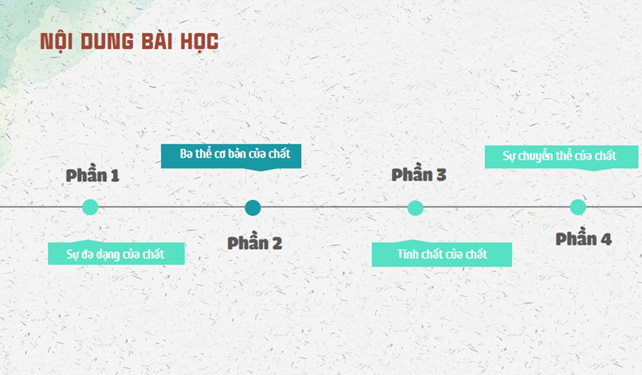 NỘI DUNG BÀI HỌC
Phần 1
Sự đa dạng của chất
Ba thể cơ bản của chất
Phần 2
Phần 3
Tính chất của chất
Sự chuyển thể của chất
Phần 4